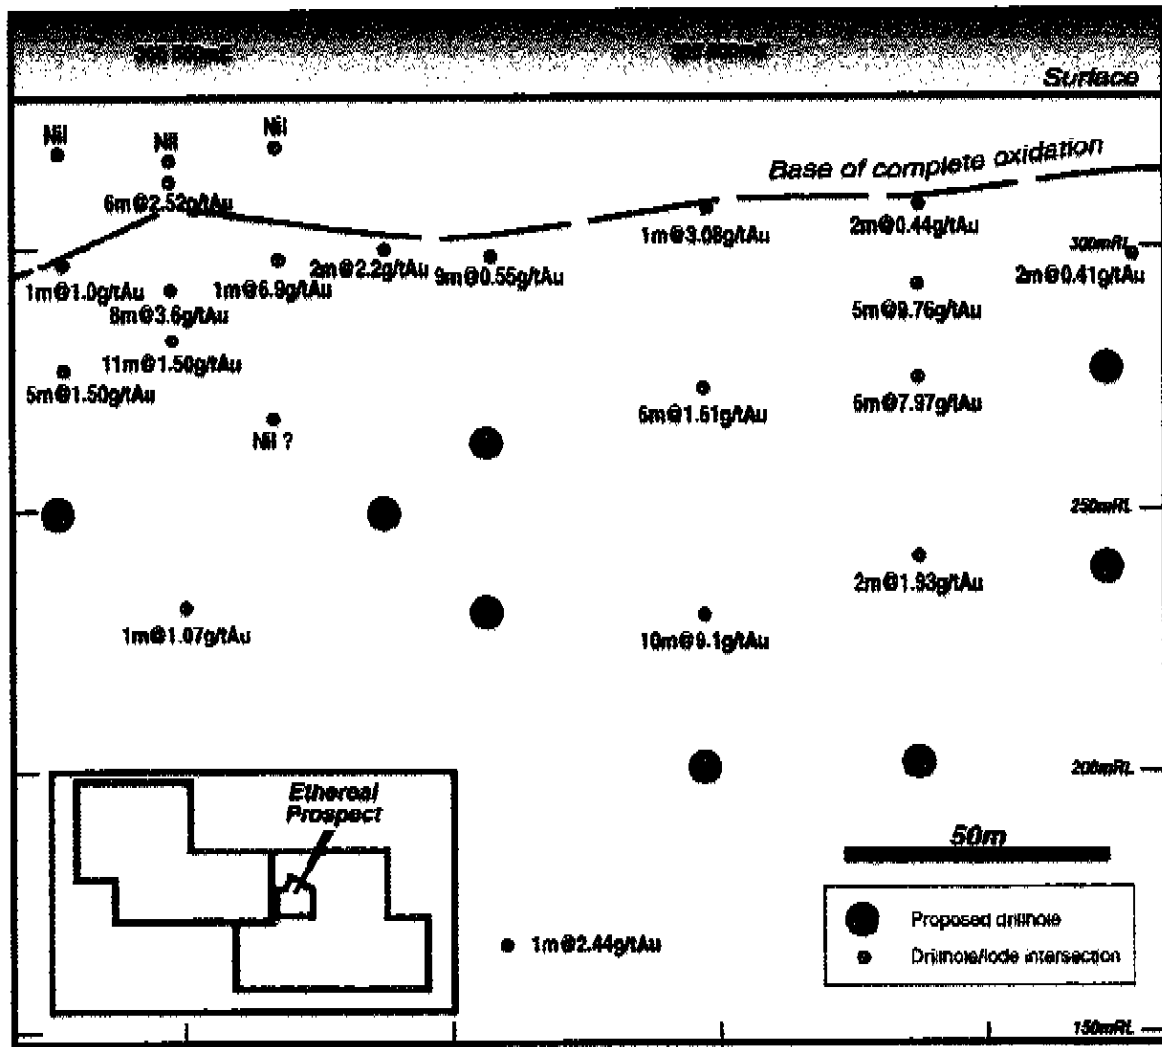 Surface
Nil
Nil
Nil
Base of complete oxidation
6m@2.52g/tAu
1m@3.08g/tAu
2m@0.44g/tAu
300mRL
2m@2.2g/tAu
9m@0.55g/tAu
2m@0.41g/tAu
1m@1.0g/tAu
1m@6.9g/tAu
8m@3.6g/tAu
5m@9.76g/tAu
11m@1.50g/tAu
5m@1.50g/tAu
6m@1.61g/tAu
6m@7.97g/tAu
Nil ?
250mRL
2m@1.93g/tAu
1m@1.07g/tAu
10m@9.1g/tAu
200mRL
Ethereal
Prospect
50m
Proposed drillhole
Drillhole/lode intersection
1m@2.44g/tAu
150mRL